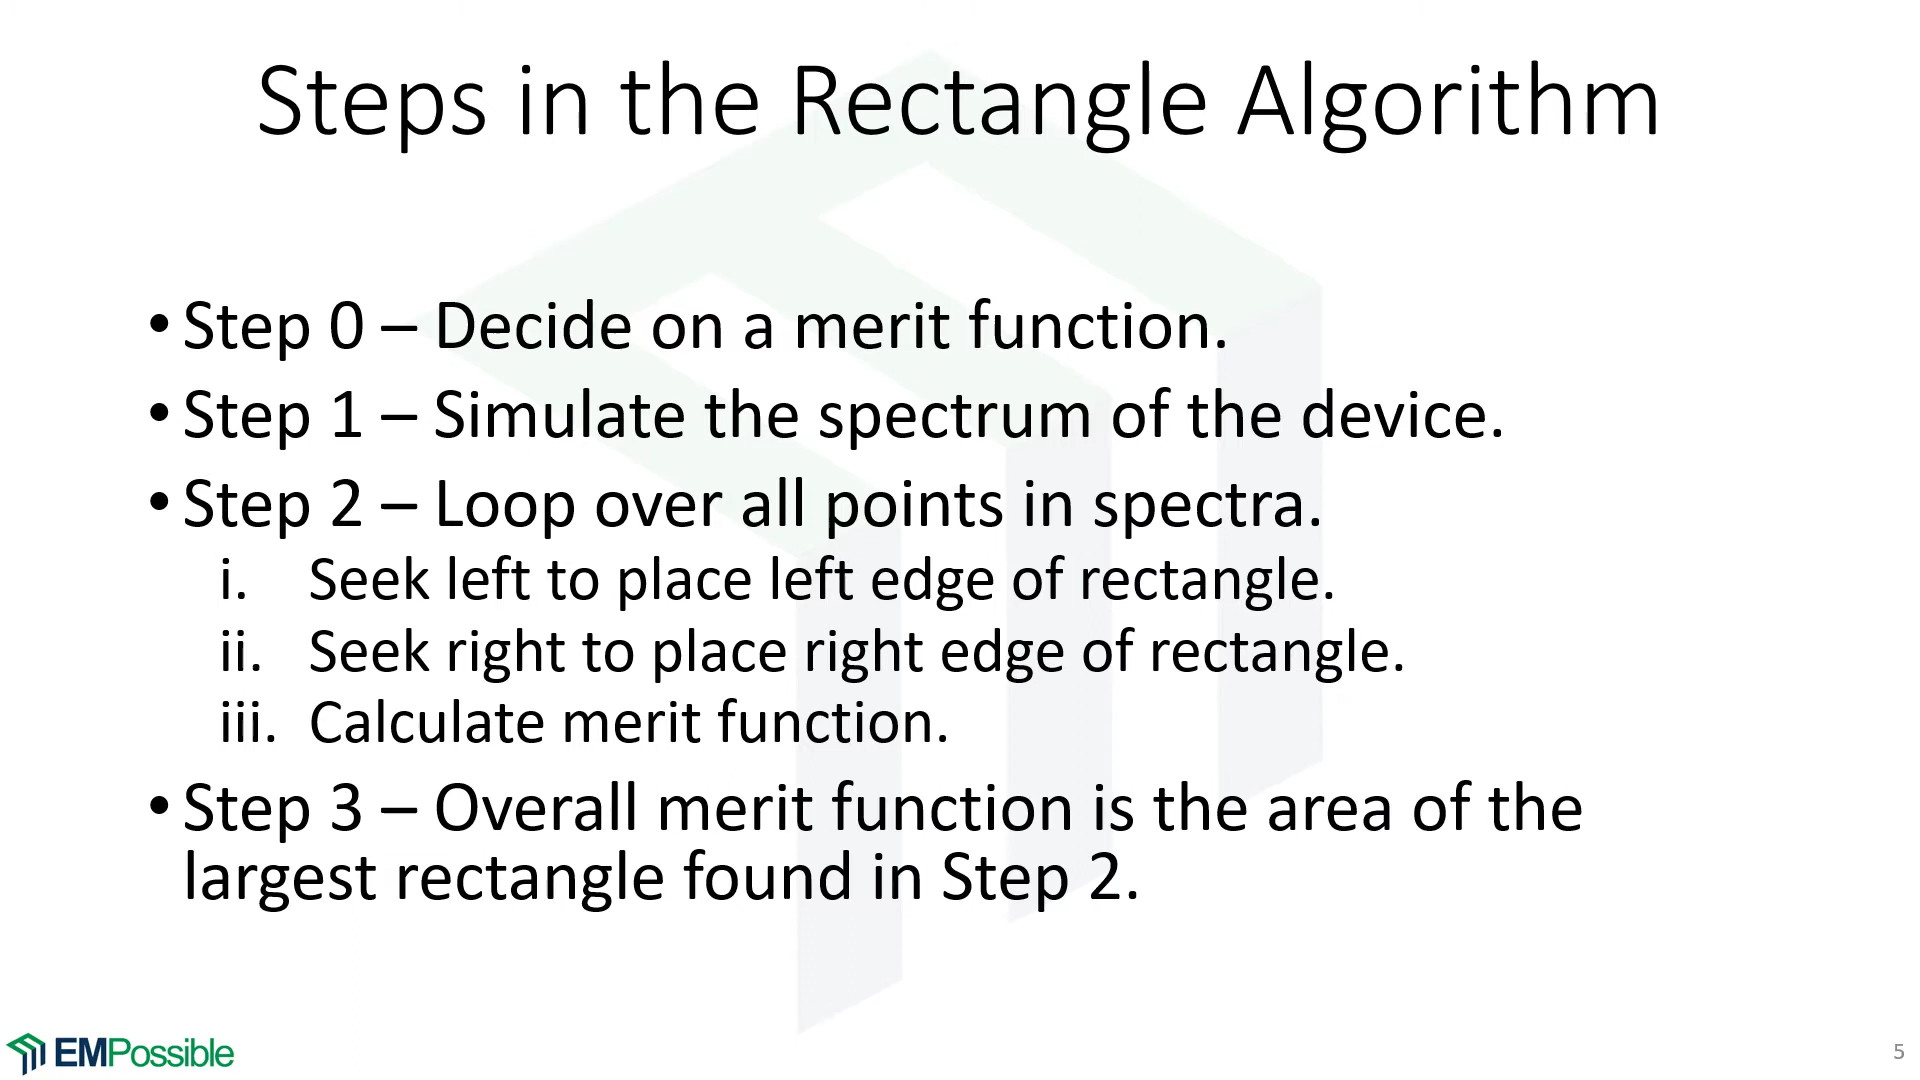 Steps in the Rectangle Algorithm
• Step 0 – Decide on a merit function.
• Step 1 – Simulate the spectrum of the device.
• Step 2 – Loop over all points in spectra.
i. Seek left to place left edge of rectangle.
ii. Seek right to place right edge of rectangle.
iii. Calculate merit function.
• Step 3 – Overall merit function is the area of the
largest rectangle found in Step 2.
EMPossible
5